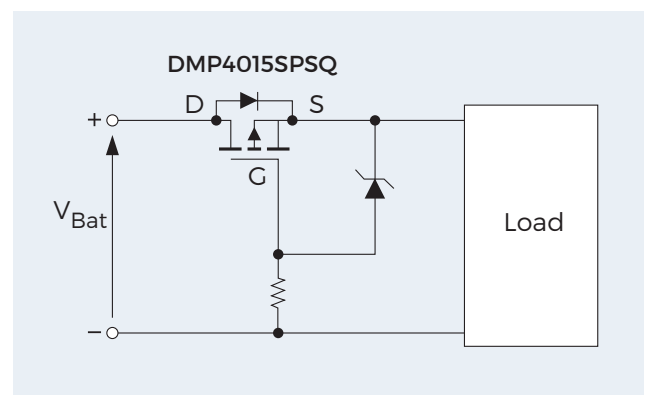 DMP4015SPSQ
D
S
+
G
V_Bat
Load
−